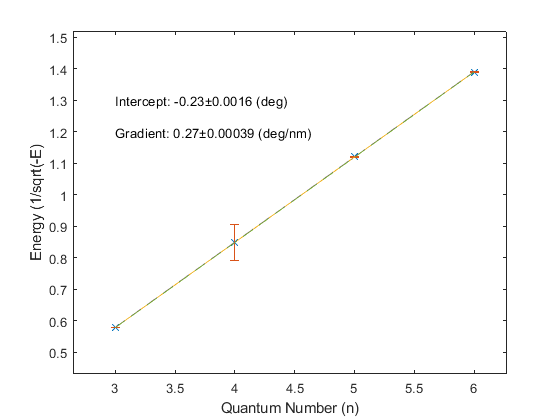 1.5
1.4
1.3
1.2
1.1
1
0.9
0.8
0.7
0.6
0.5
Energy (1/sqrt(-E)
Intercept: -0.23±0.0016 (deg)
Gradient: 0.27±0.00039 (deg/nm)
3 3.5 4 4.5 5 5.5 6
Quantum Number (n)